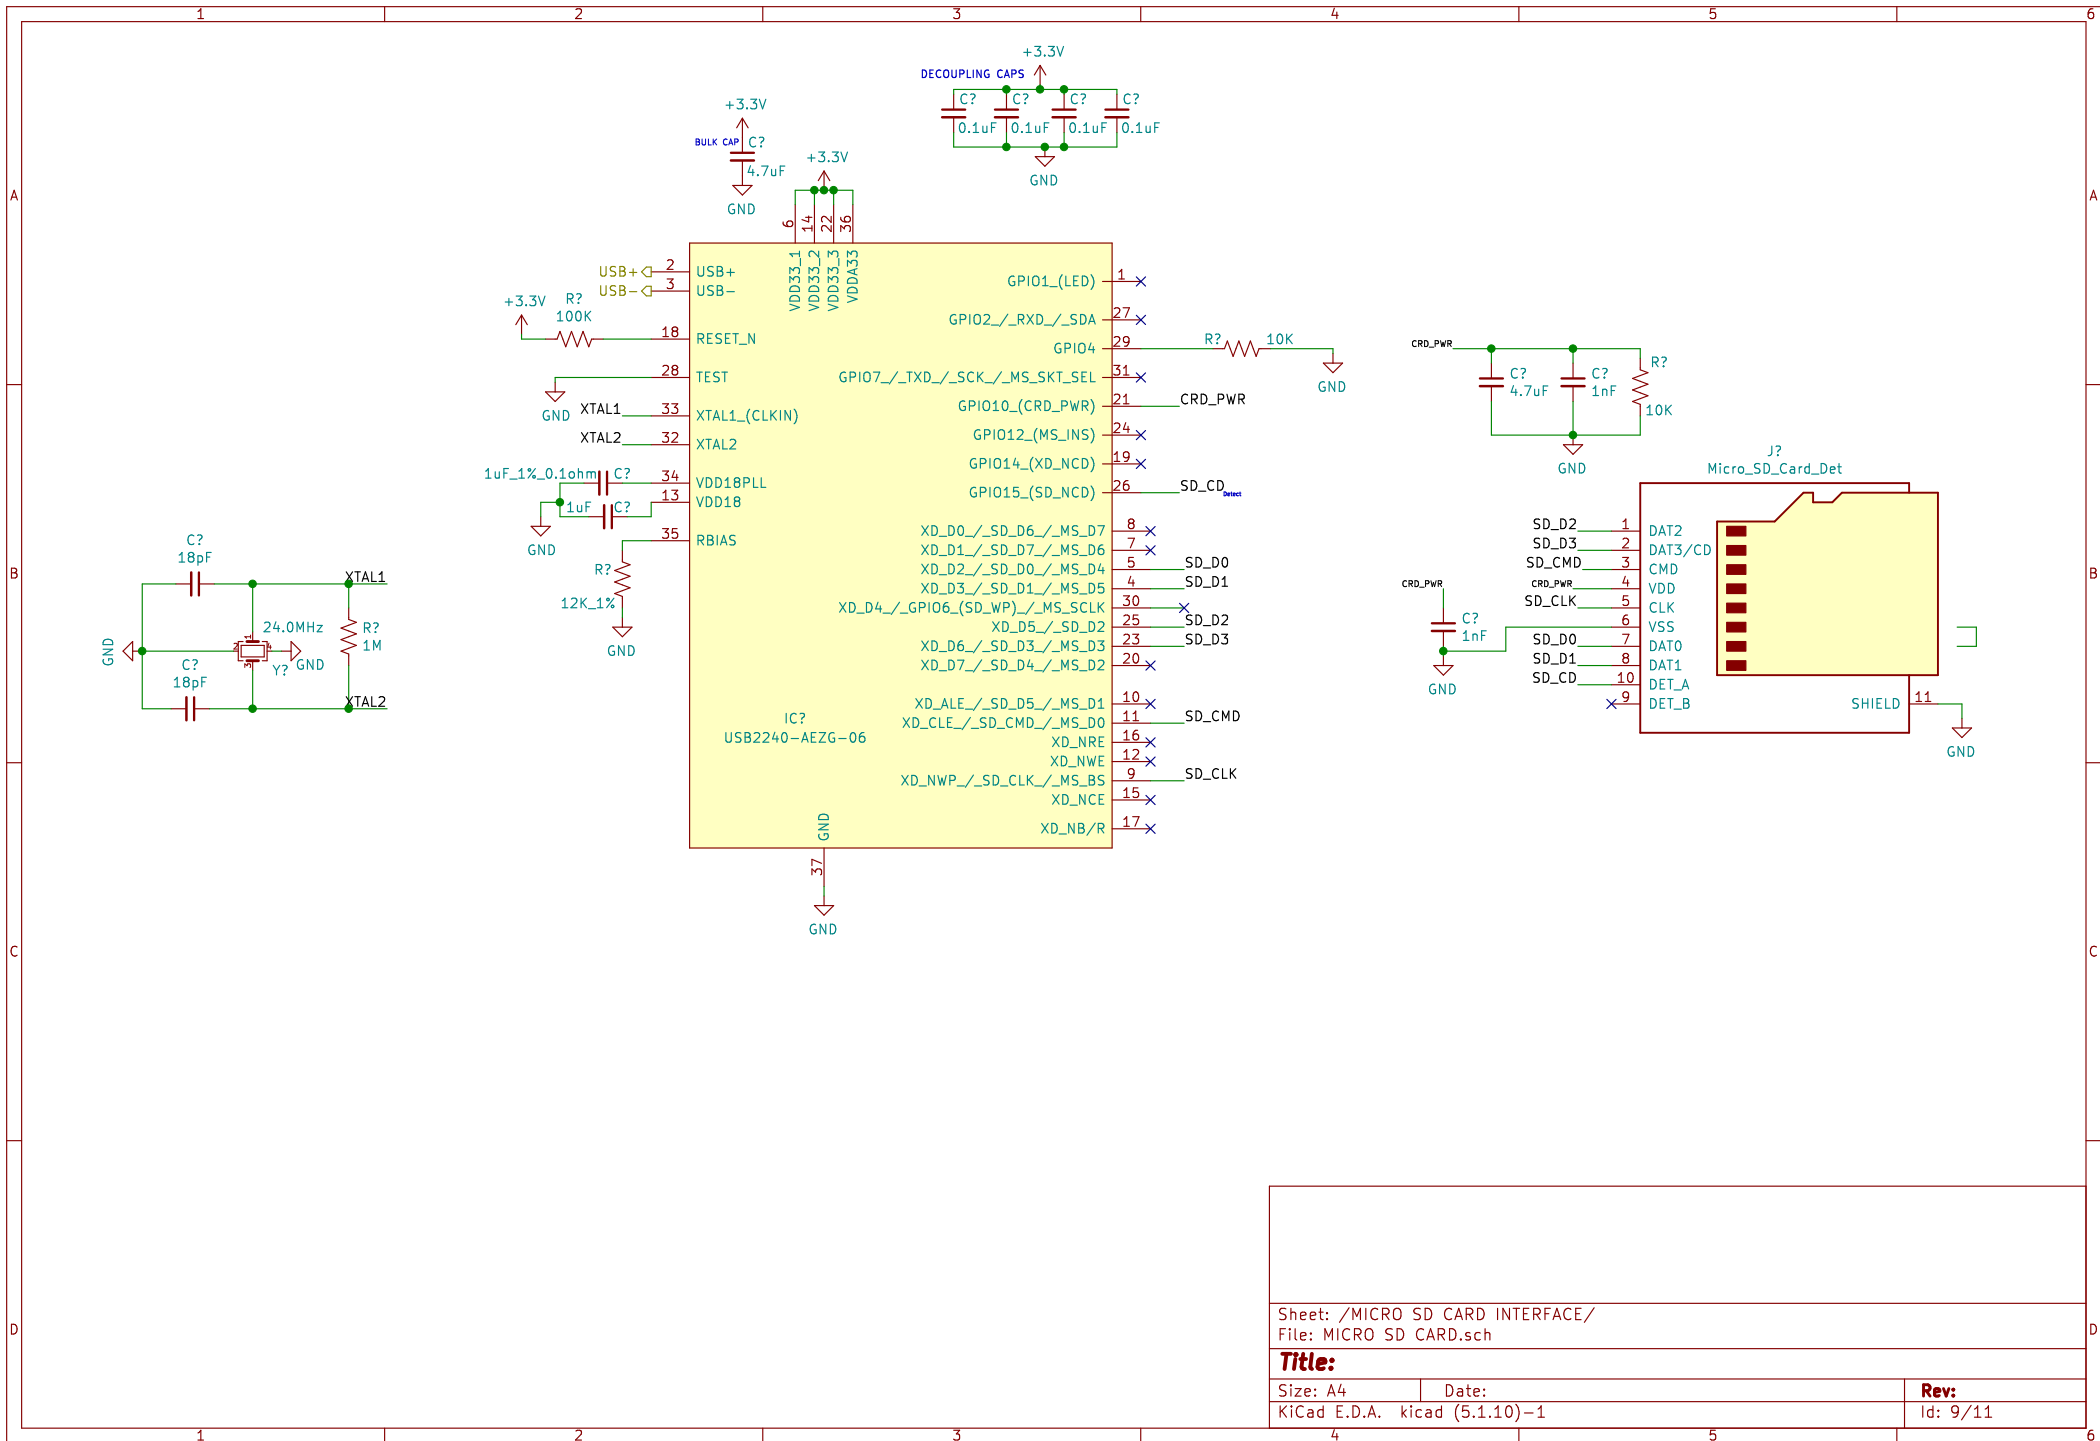 1 2 3 4 5 6
A
B
C
D
A
B
C
D
1 2 3 4 5 6
+3.3V
DECOUPLING CAPS
C? C? C? C?
0.1uF 0.1uF 0.1uF 0.1uF
GND
+3.3V
BULK CAP C?
4.7uF
GND
+3.3V
6 14 22 36
VDD33_1 VDD33_2 VDD33_3 VDDA33
USB+ 2 USB+
USB- 3 USB-
+3.3V R?
100K
18 RESET_N
28 TEST
GND
XTAL1 33 XTAL1_(CLKIN)
XTAL2 32 XTAL2
1uF_1%_0.1ohm C? 34 VDD18PLL
13 VDD18
1uF C?
GND
35 RBIAS
R?
12K_1%
GND
IC?
USB2240-AEZG-06
GND
37
GND
GPIO1_(LED) 1
GPIO2_/_RXD_/_SDA 27
GPIO4 29
R? 10K
GND
GPIO7_/_TXD_/_SCK_/_MS_SKT_SEL 31
GPIO10_(CRD_PWR) 21 CRD_PWR
GPIO12_(MS_INS) 24
GPIO14_(XD_NCD) 19
GPIO15_(SD_NCD) 26 SD_CD Detect
XD_D0_/_SD_D6_/_MS_D7 8
XD_D1_/_SD_D7_/_MS_D6 7
XD_D2_/_SD_D0_/_MS_D4 5 SD_D0
XD_D3_/_SD_D1_/_MS_D5 4 SD_D1
XD_D4_/_GPIO6_(SD_WP)_/_MS_SCLK 30
XD_D5_/_SD_D2 25 SD_D2
XD_D6_/_SD_D3_/_MS_D3 23 SD_D3
XD_D7_/_SD_D4_/_MS_D2 20
XD_ALE_/_SD_D5_/_MS_D1 10
XD_CLE_/_SD_CMD_/_MS_D0 11 SD_CMD
XD_NRE 16
XD_NWE 12
XD_NWP_/_SD_CLK_/_MS_BS 9 SD_CLK
XD_NCE 15
XD_NB/R 17
C?
18pF
XTAL1
GND
24.0MHz
1 2 3 4
Y?
GND
R?
1M
C?
18pF
XTAL2
CRD_PWR
C?
4.7uF
C?
1nF
R?
10K
GND
J?
Micro_SD_Card_Det
SD_D2 1 DAT2
SD_D3 2 DAT3/CD
SD_CMD 3 CMD
CRD_PWR 4 VDD
SD_CLK 5 CLK
6 VSS
SD_D0 7 DAT0
SD_D1 8 DAT1
SD_CD 10 DET_A
9 DET_B
SHIELD 11
GND
CRD_PWR
C?
1nF
GND
Sheet: /MICRO SD CARD INTERFACE/
File: MICRO SD CARD.sch
Title:
Size: A4 Date: Rev:
KiCad E.D.A. kicad (5.1.10)-1 Id: 9/11